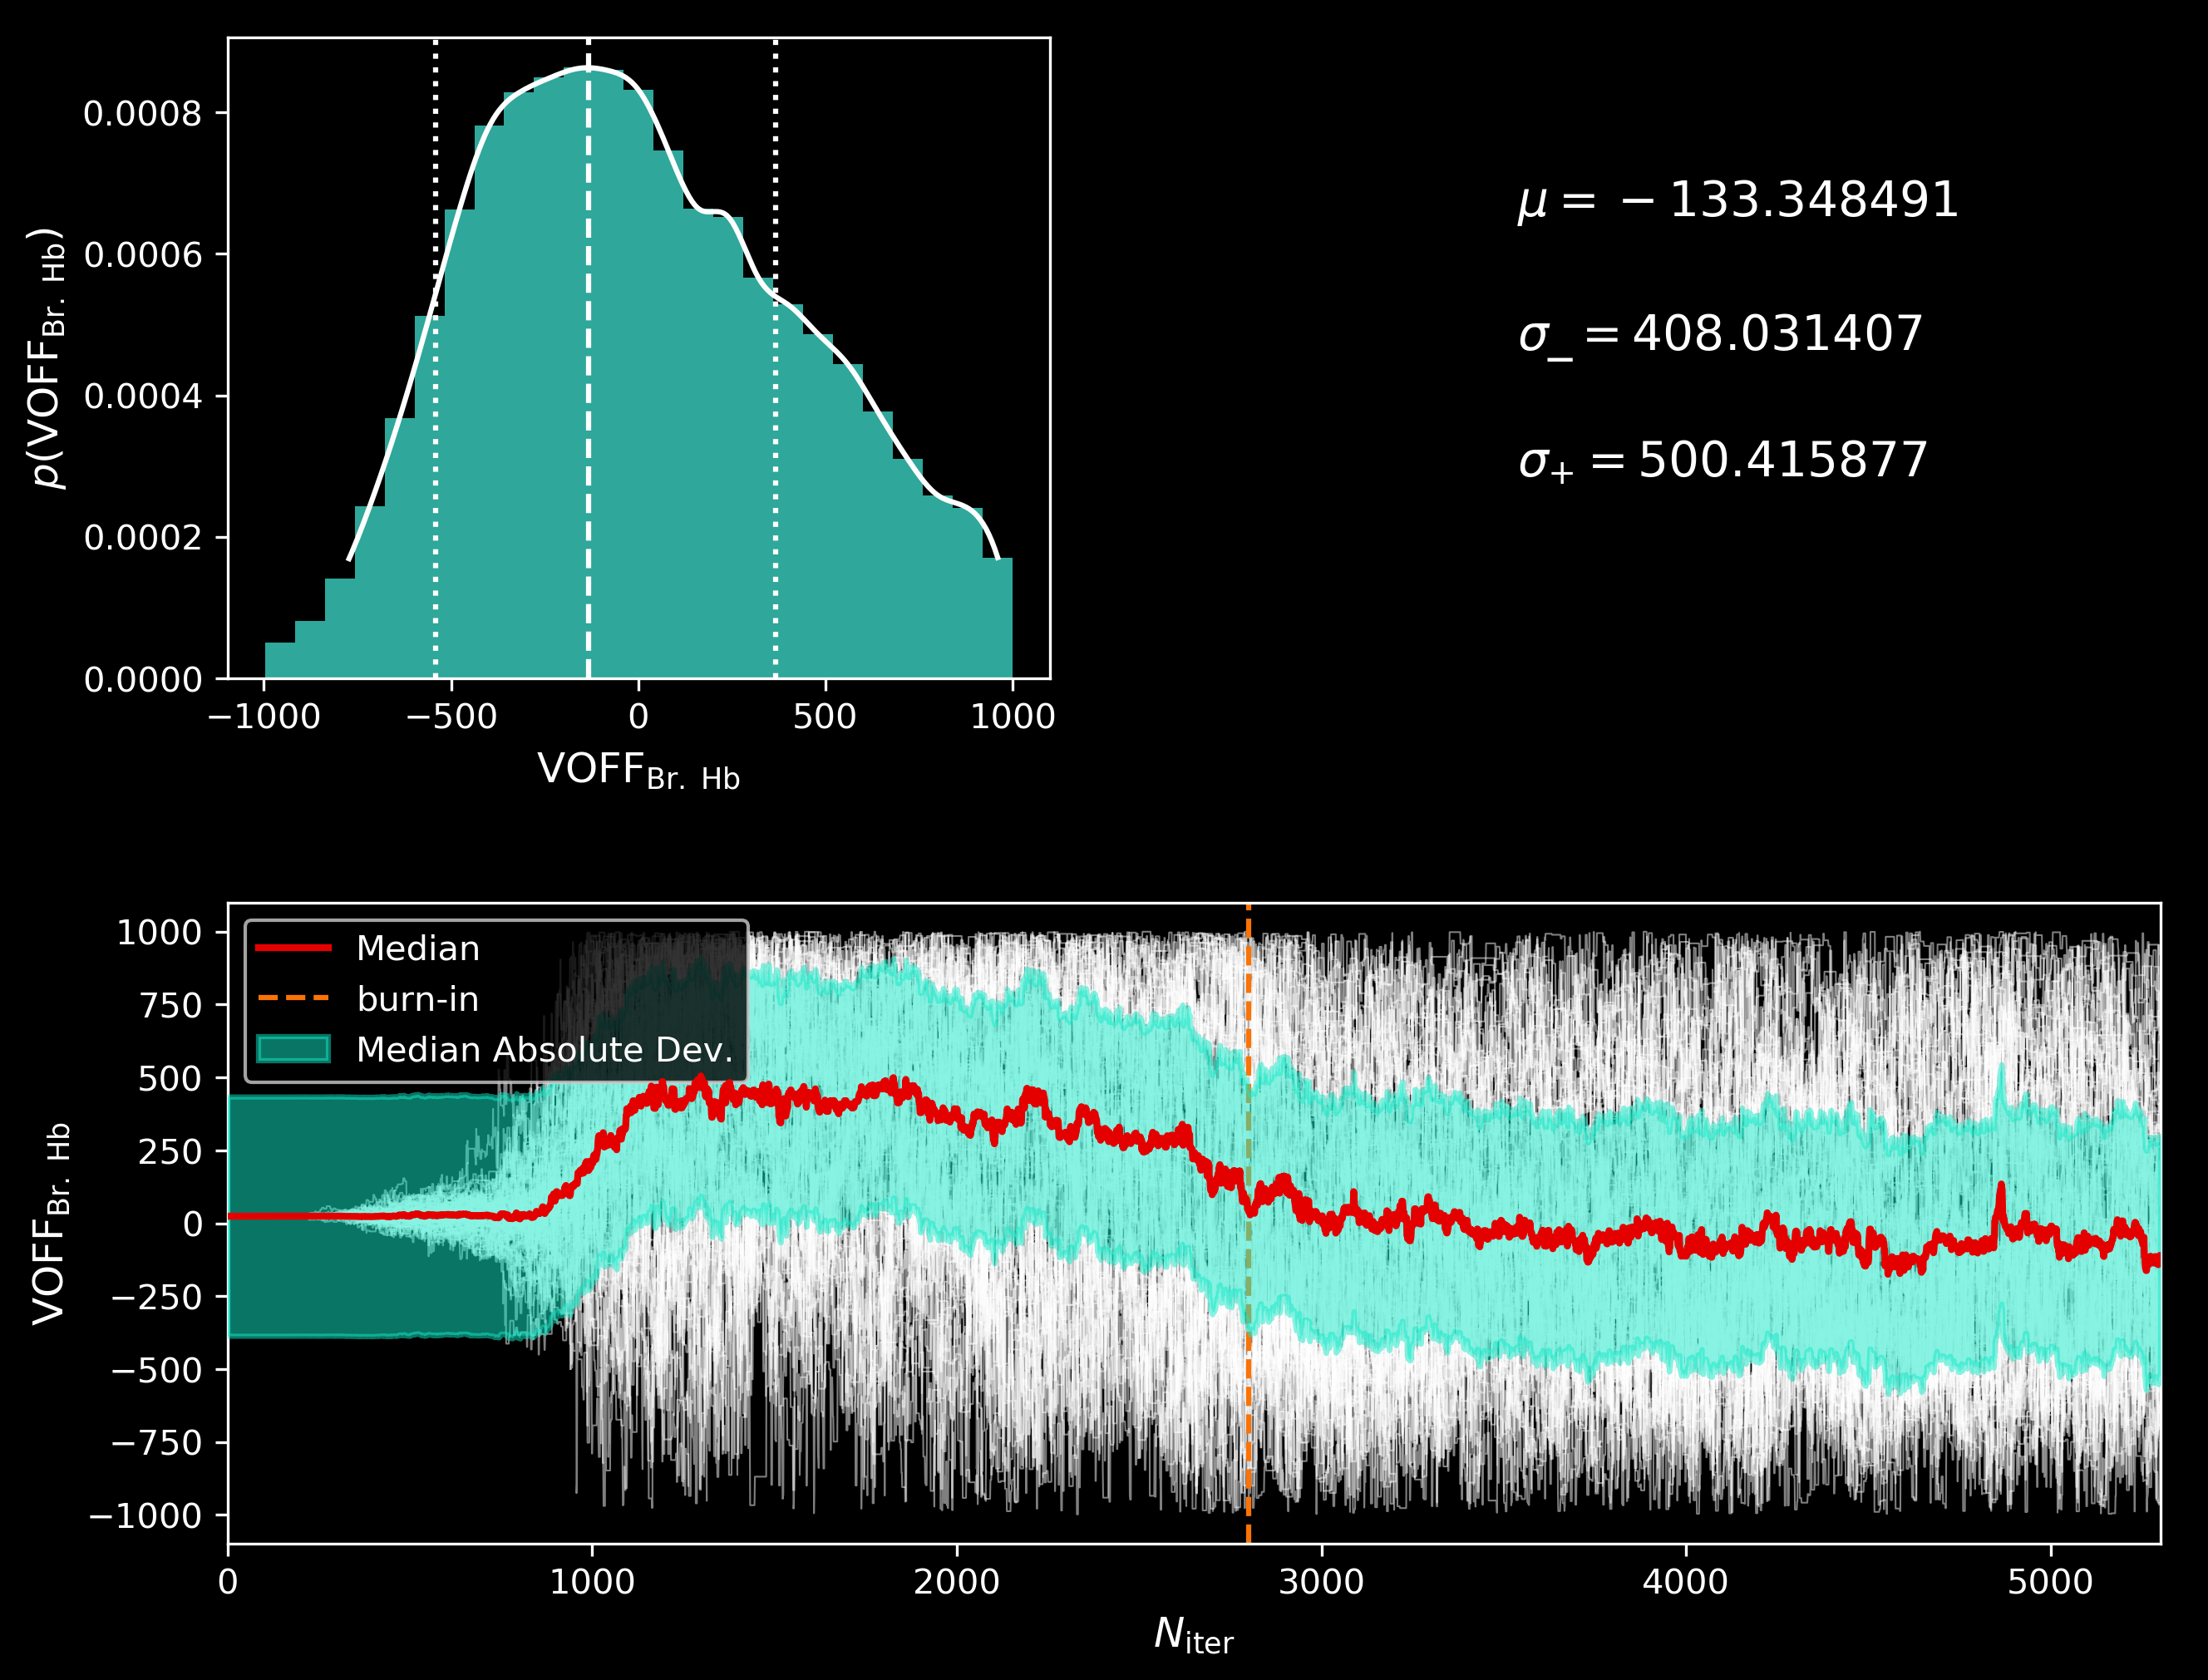 0.0008
0.0006
0.0004
0.0002
0.0000
p(VOFF_Br. Hb)
−1000 −500 0 500 1000
VOFF_Br. Hb
μ = −133.348491
σ_− = 408.031407
σ_+ = 500.415877
1000
750
500
250
0
−250
−500
−750
−1000
VOFF_Br. Hb
Median
burn-in
Median Absolute Dev.
0 1000 2000 3000 4000 5000
N_iter